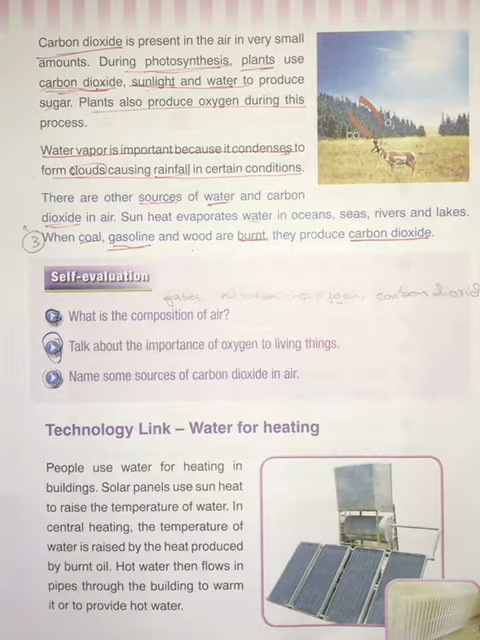 Carbon dioxide is present in the air in very small
amounts. During photosynthesis, plants use
carbon dioxide, sunlight and water to produce
sugar. Plants also produce oxygen during this
process.
Water vapor is important because it condenses to
form clouds causing rainfall in certain conditions.
There are other sources of water and carbon
dioxide in air. Sun heat evaporates water in oceans, seas, rivers and lakes.
3 When coal, gasoline and wood are burnt, they produce carbon dioxide.
Self-evaluation
gases carbon dioxid
What is the composition of air?
Talk about the importance of oxygen to living things.
Name some sources of carbon dioxide in air.
Technology Link – Water for heating
People use water for heating in
buildings. Solar panels use sun heat
to raise the temperature of water. In
central heating, the temperature of
water is raised by the heat produced
by burnt oil. Hot water then flows in
pipes through the building to warm
it or to provide hot water.